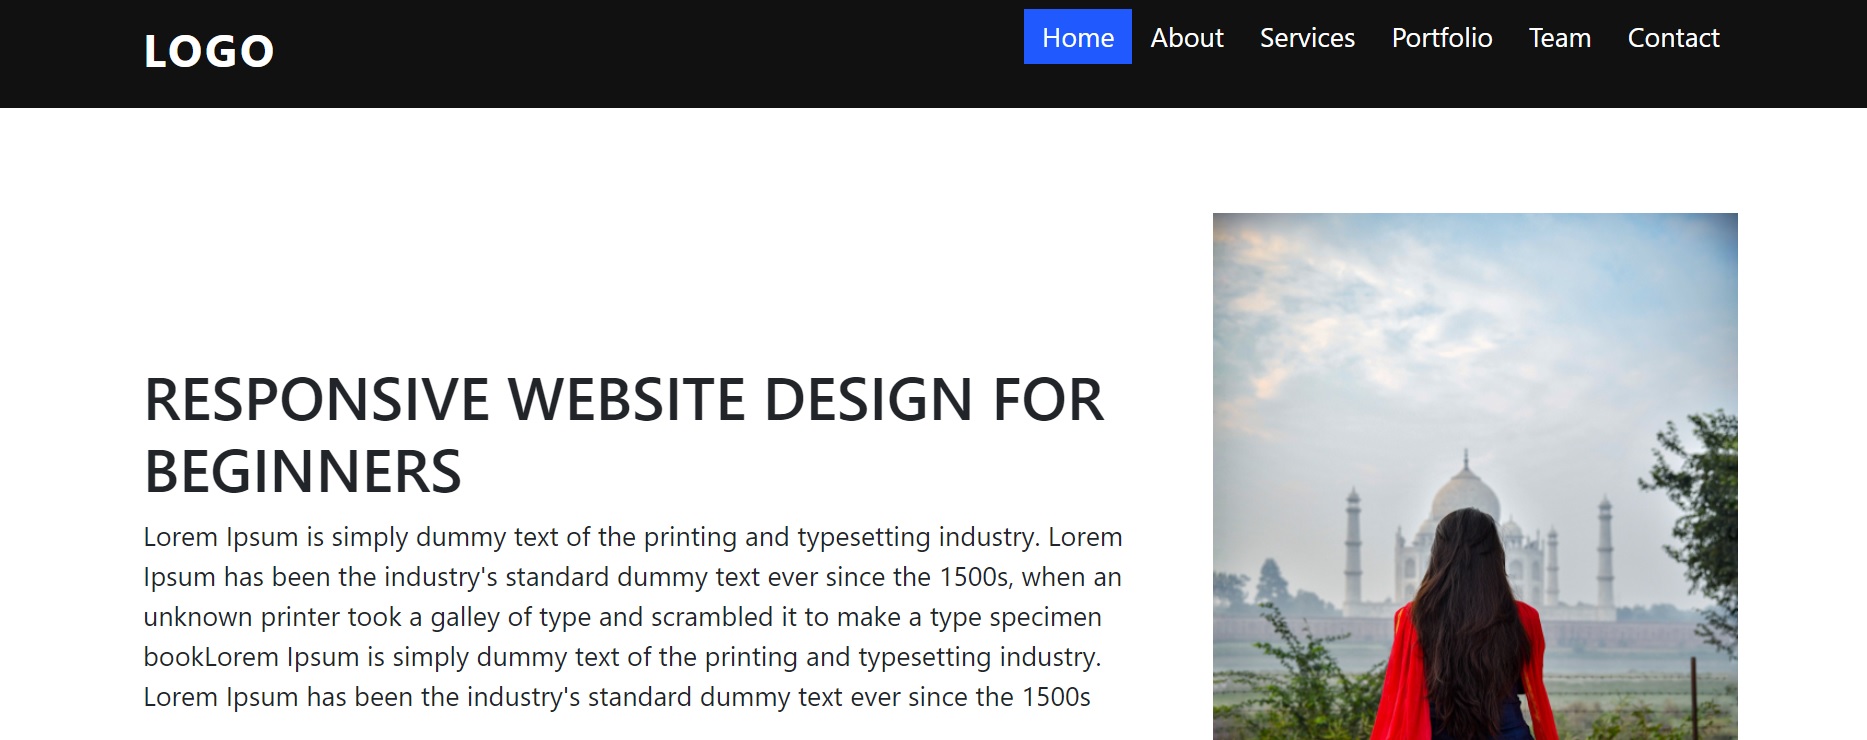 LOGO
Home About Services Portfolio Team Contact
RESPONSIVE WEBSITE DESIGN FOR
BEGINNERS
Lorem Ipsum is simply dummy text of the printing and typesetting industry. Lorem
Ipsum has been the industry's standard dummy text ever since the 1500s, when an
unknown printer took a galley of type and scrambled it to make a type specimen
bookLorem Ipsum is simply dummy text of the printing and typesetting industry.
Lorem Ipsum has been the industry's standard dummy text ever since the 1500s